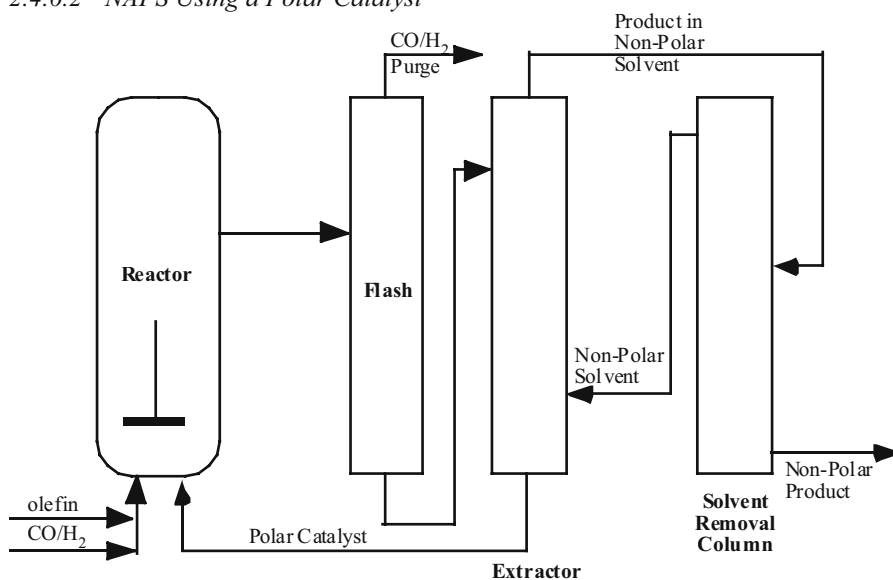 2.4.6.2 NAPS Using a Polar Catalyst
CO/H2
Purge
Product in
Non-Polar
Solvent
Reactor
Flash
Non-Polar
Solvent
olefin
CO/H2
Polar Catalyst
Extractor
Solvent
Removal
Column
Non-Polar
Product